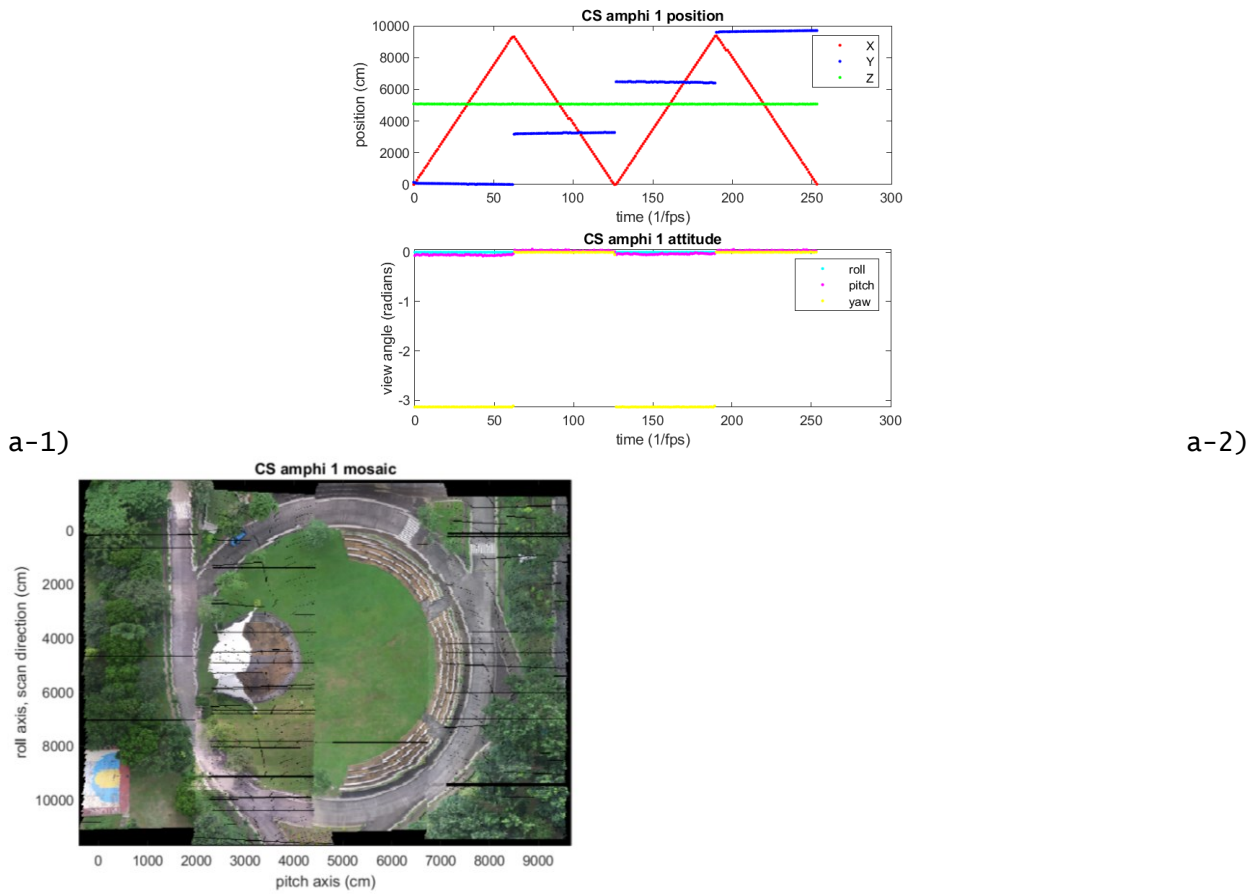 CS amphi 1 position
10000
8000
6000
4000
2000
0
position (cm)
X
Y
Z
0 50 100 150 200 250 300
time (1/fps)
CS amphi 1 attitude
0
-1
-2
-3
view angle (radians)
roll
pitch
yaw
0 50 100 150 200 250 300
time (1/fps)
a-1) a-2)
CS amphi 1 mosaic
0
2000
4000
6000
8000
10000
roll axis, scan direction (cm)
0 1000 2000 3000 4000 5000 6000 7000 8000 9000
pitch axis (cm)